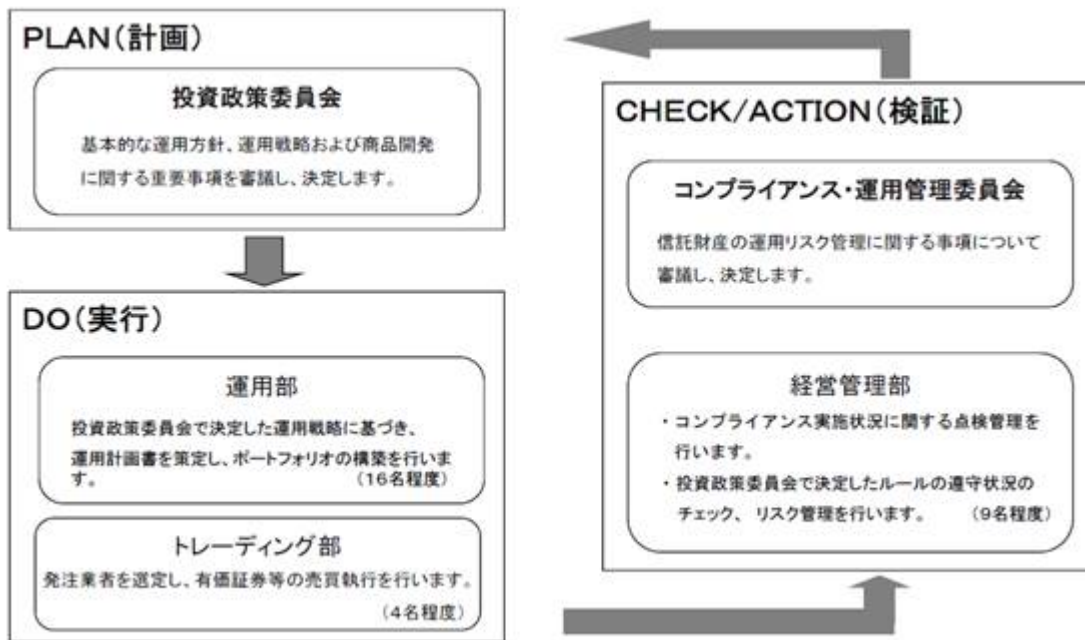 PLAN(計画)
投資政策委員会
基本的な運用方針、運用戦略および商品開発
に関する重要事項を審議し、決定します。
DO(実行)
運用部
投資政策委員会で決定した運用戦略に基づき、
運用計画書を策定し、ポートフォリオの構築を行いま
す。 (16名程度)
トレーディング部
発注業者を選定し、有価証券等の売買執行を行います。
(4名程度)
CHECK/ACTION(検証)
コンプライアンス・運用管理委員会
信託財産の運用リスク管理に関する事項について
審議し、決定します。
経営管理部
・コンプライアンス実施状況に関する点検管理を
行います。
・投資政策委員会で決定したルールの遵守状況の
チェック、リスク管理を行います。 (9名程度)